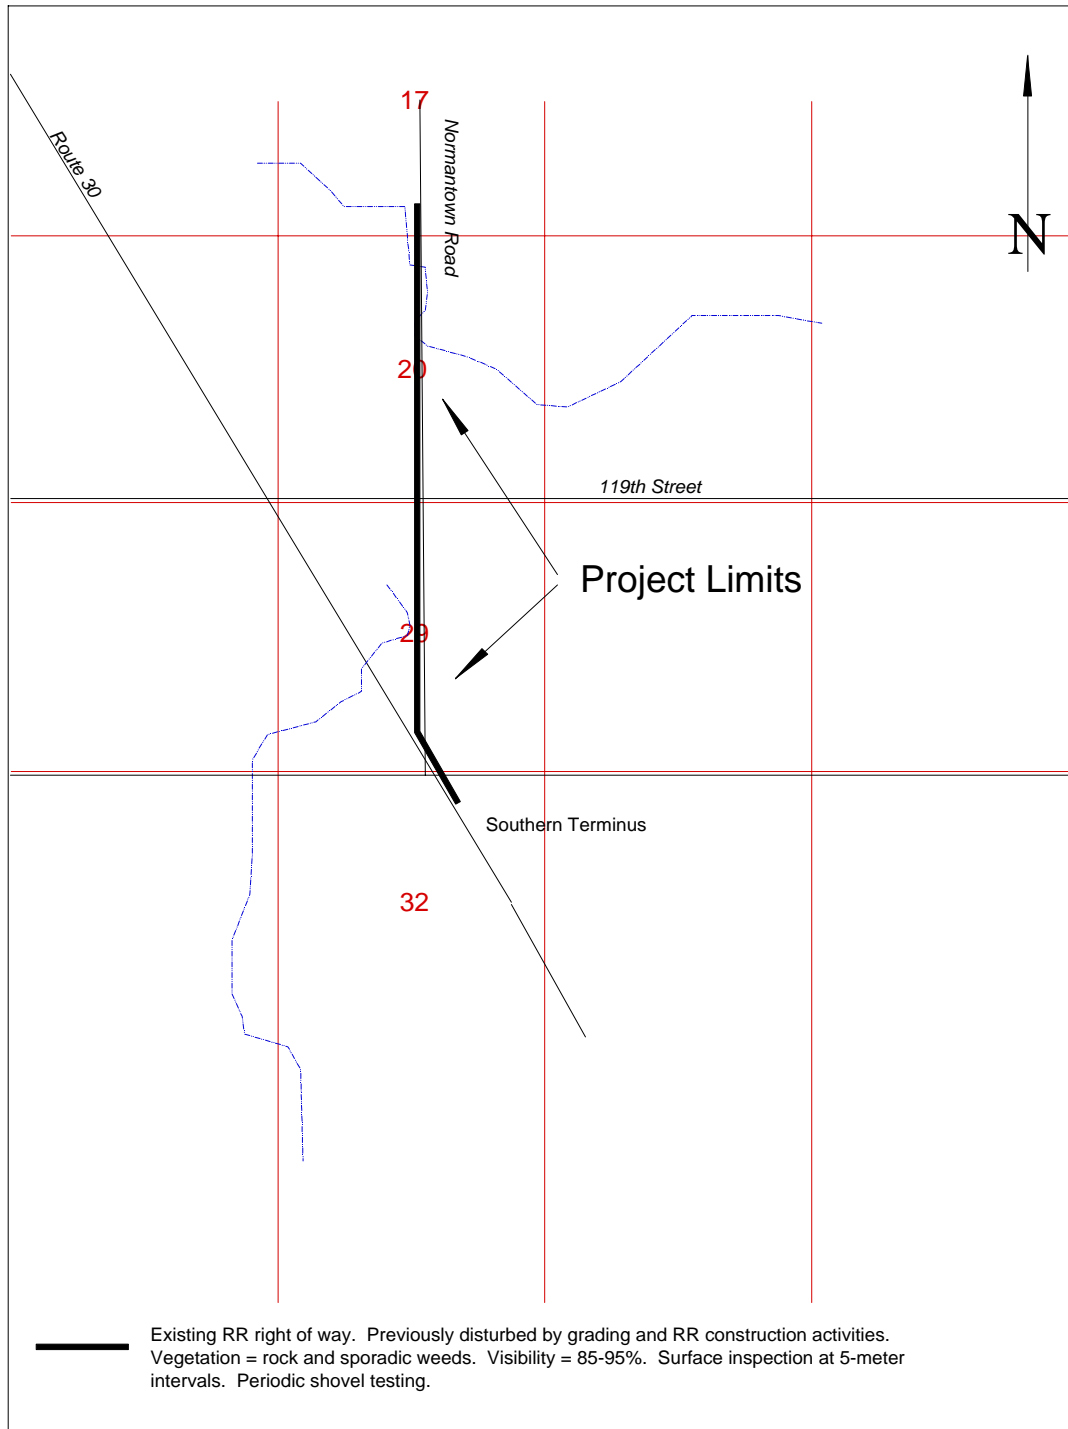 17
Normantown Road
Route 30
N
20
119th Street
Project Limits
29
Southern Terminus
32
Existing RR right of way. Previously disturbed by grading and RR construction activities.
Vegetation = rock and sporadic weeds. Visibility = 85-95%. Surface inspection at 5-meter
intervals. Periodic shovel testing.